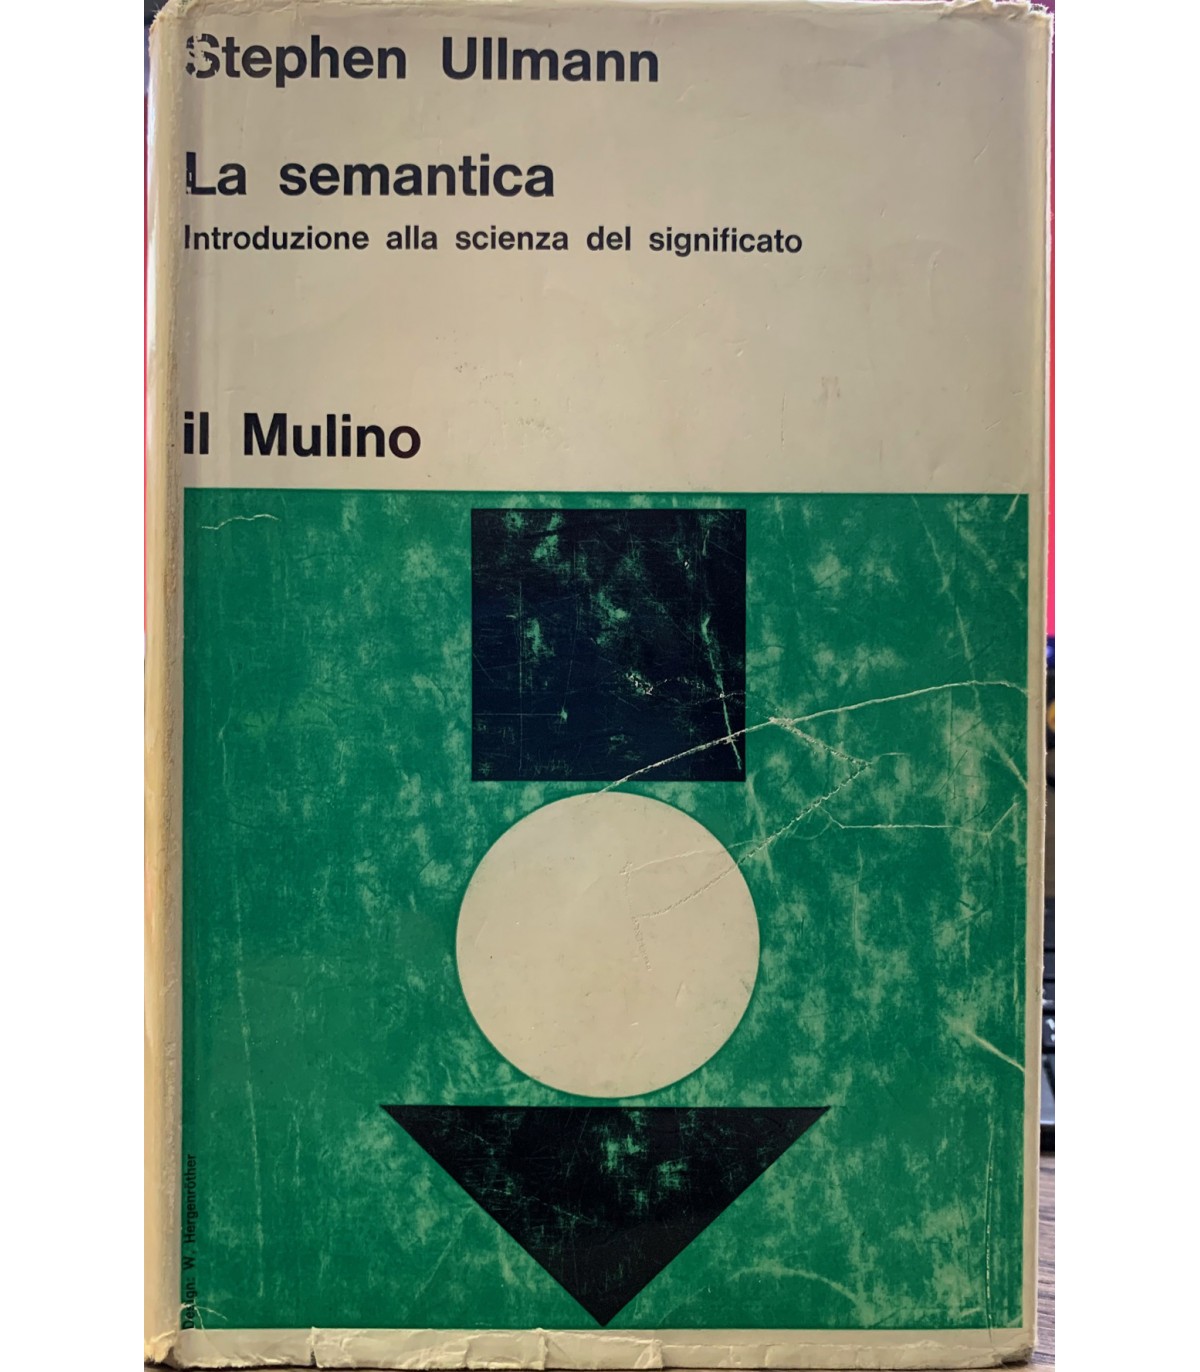 Stephen Ullmann
La semantica
Introduzione alla scienza del significato
il Mulino
Design: W. Hergenröther